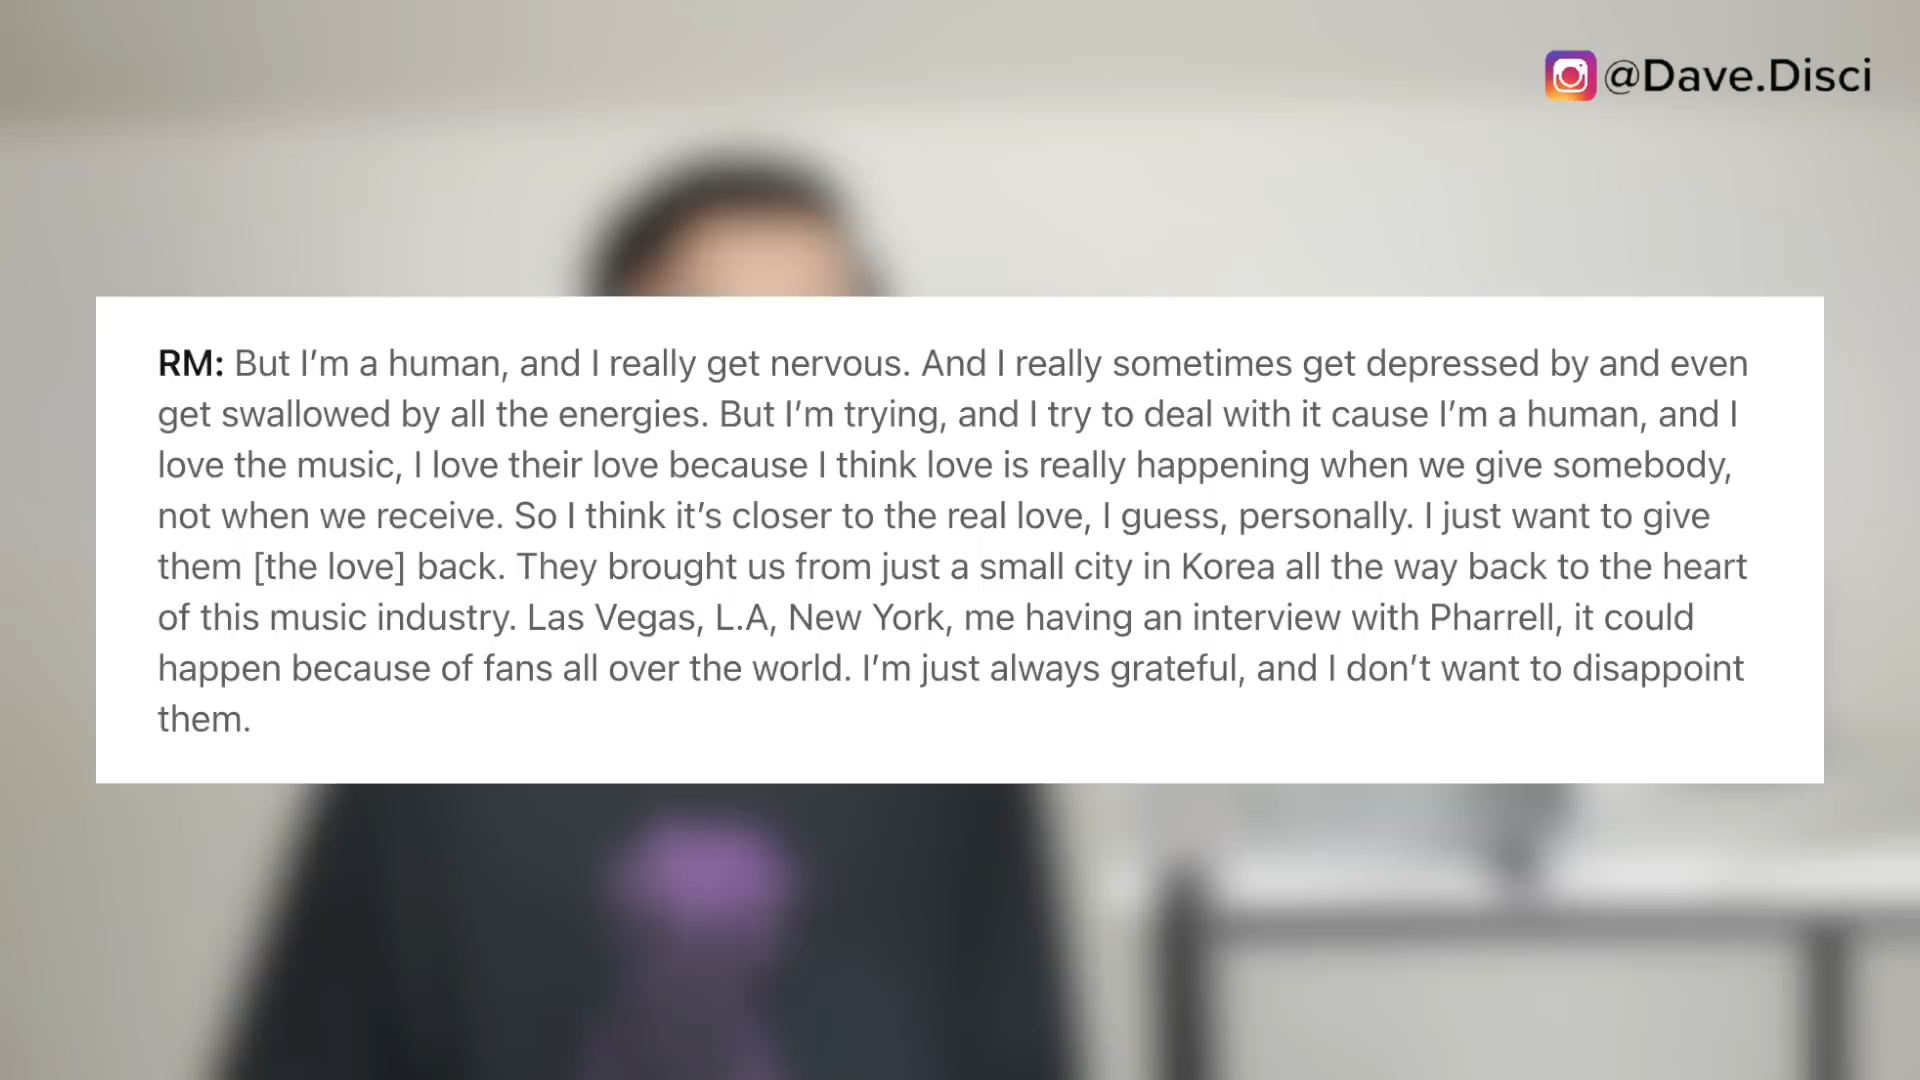 @Dave.Disci
RM: But I’m a human, and I really get nervous. And I really sometimes get depressed by and even
get swallowed by all the energies. But I’m trying, and I try to deal with it cause I’m a human, and I
love the music, I love their love because I think love is really happening when we give somebody,
not when we receive. So I think it’s closer to the real love, I guess, personally. I just want to give
them [the love] back. They brought us from just a small city in Korea all the way back to the heart
of this music industry. Las Vegas, L.A, New York, me having an interview with Pharrell, it could
happen because of fans all over the world. I’m just always grateful, and I don’t want to disappoint
them.